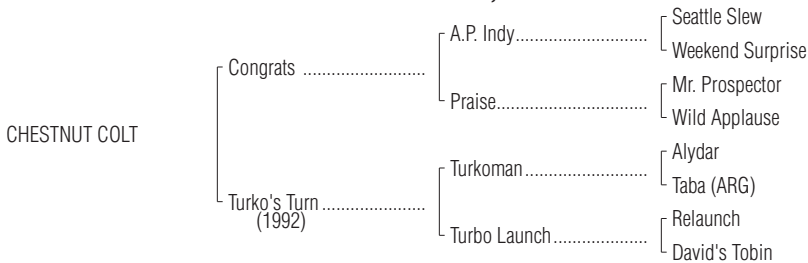 Seattle Slew
A.P. Indy..............................
Weekend Surprise
Congrats ............................
Mr. Prospector
Praise..................................
Wild Applause
CHESTNUT COLT
Alydar
Turkoman ............................
Taba (ARG)
Turko's Turn ........................
(1992)
Relaunch
Turbo Launch......................
David's Tobin